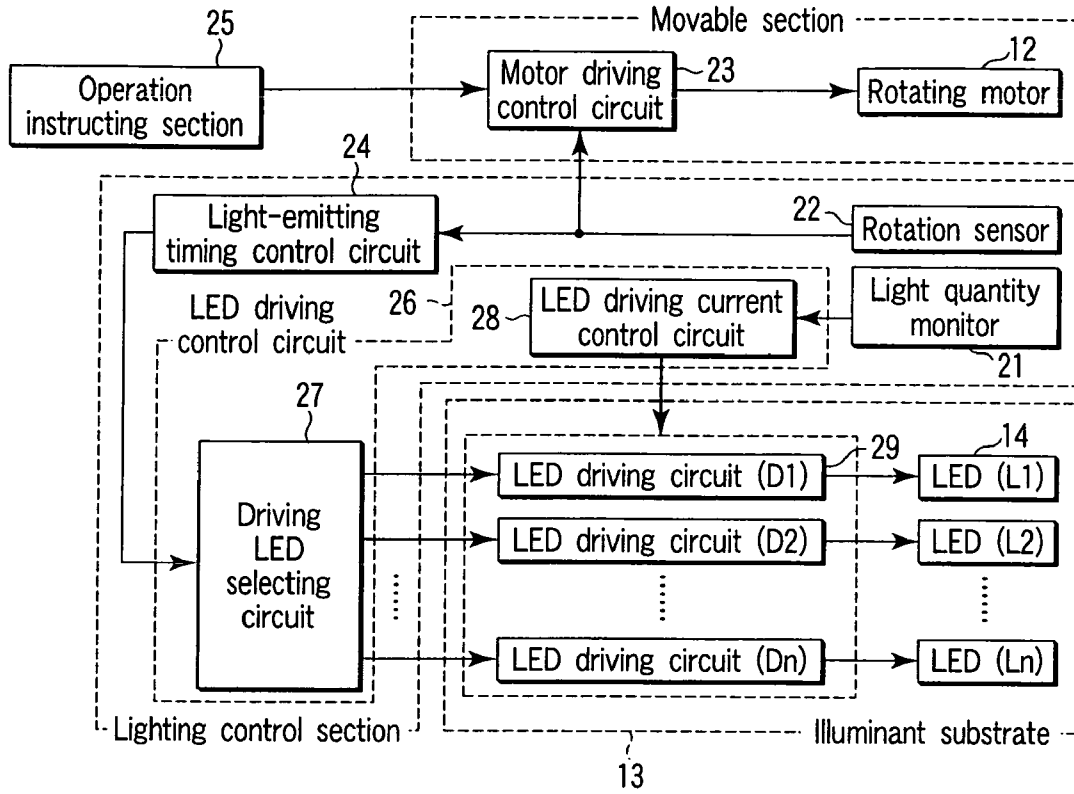 Movable section
25
Operation
instructing section
Motor driving
control circuit
23
12
Rotating motor
24
Light-emitting
timing control circuit
22
Rotation sensor
LED driving
control circuit
26
28
LED driving current
control circuit
Light quantity
monitor
21
27
Driving
LED
selecting
circuit
29
14
LED driving circuit (D1)
LED (L1)
LED driving circuit (D2)
LED (L2)
LED driving circuit (Dn)
LED (Ln)
Lighting control section
Illuminant substrate
13